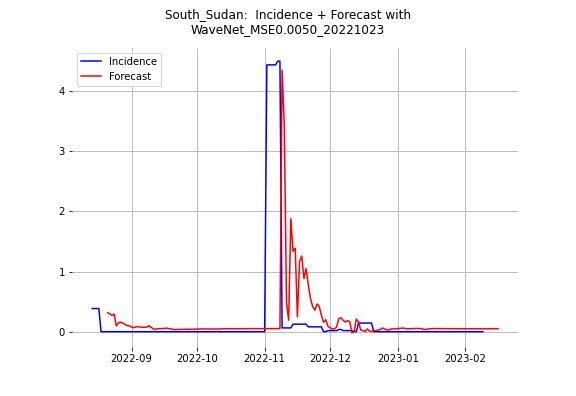 South_Sudan:  Incidence + Forecast with
WaveNet_MSE0.0050_20221023
Incidence
Forecast
4
3
2
1
0
2022-09 2022-10 2022-11 2022-12 2023-01 2023-02